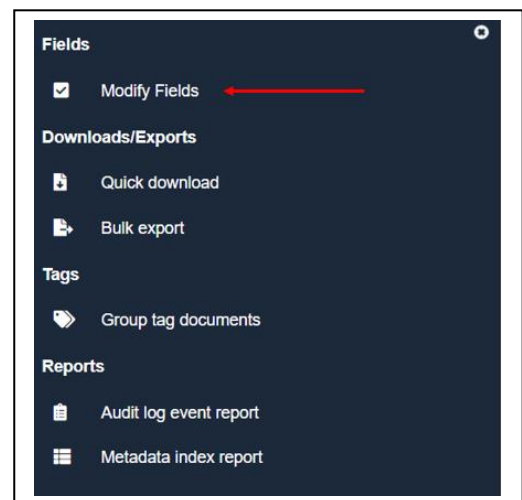 Fields
Modify Fields
Downloads/Exports
Quick download
Bulk export
Tags
Group tag documents
Reports
Audit log event report
Metadata index report